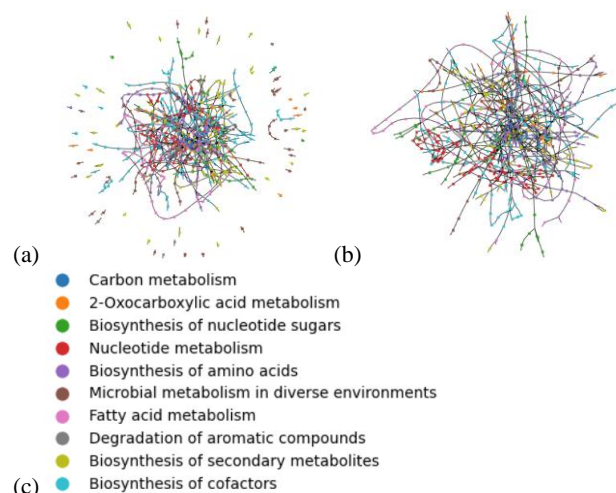 (a)
(b)
Carbon metabolism
2-Oxocarboxylic acid metabolism
Biosynthesis of nucleotide sugars
Nucleotide metabolism
Biosynthesis of amino acids
Microbial metabolism in diverse environments
Fatty acid metabolism
Degradation of aromatic compounds
Biosynthesis of secondary metabolites
(c) Biosynthesis of cofactors